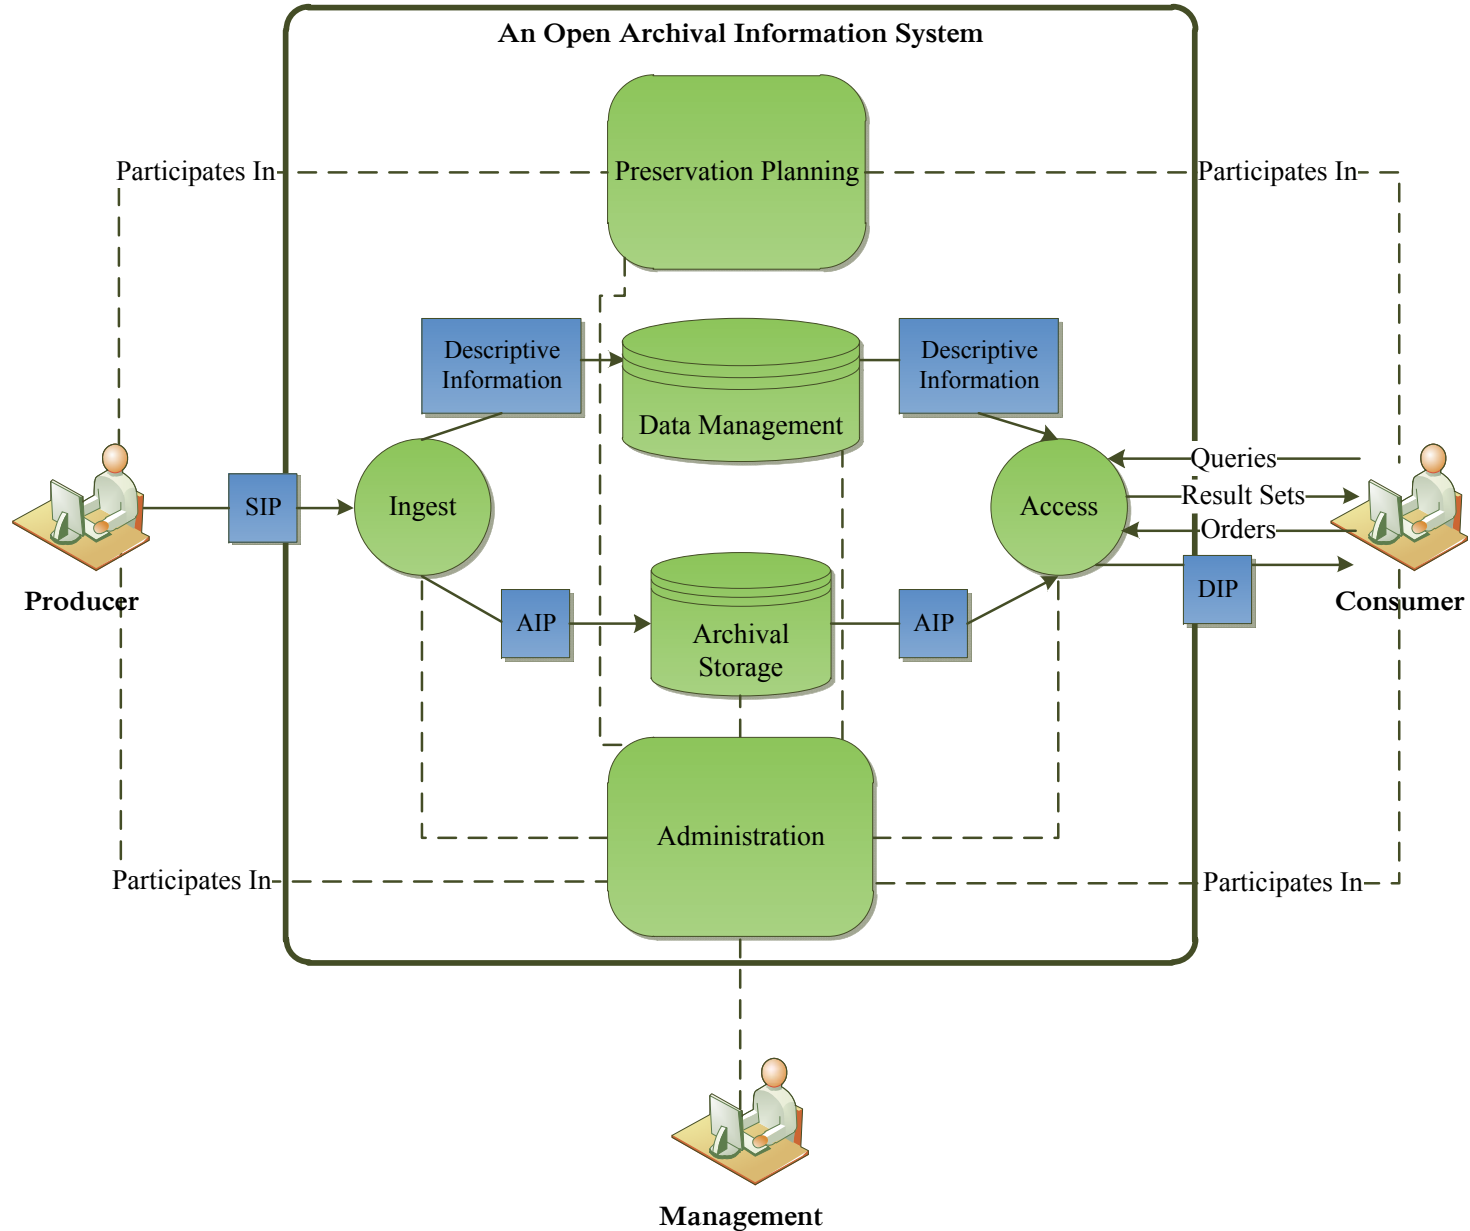 An Open Archival Information System
Participates In
Preservation Planning
Participates In
Descriptive
Information
Data Management
Descriptive
Information
Queries
SIP
Ingest
Access
Result Sets
Orders
Producer
AIP
Archival
Storage
AIP
DIP
Consumer
Administration
Participates In
Participates In
Management